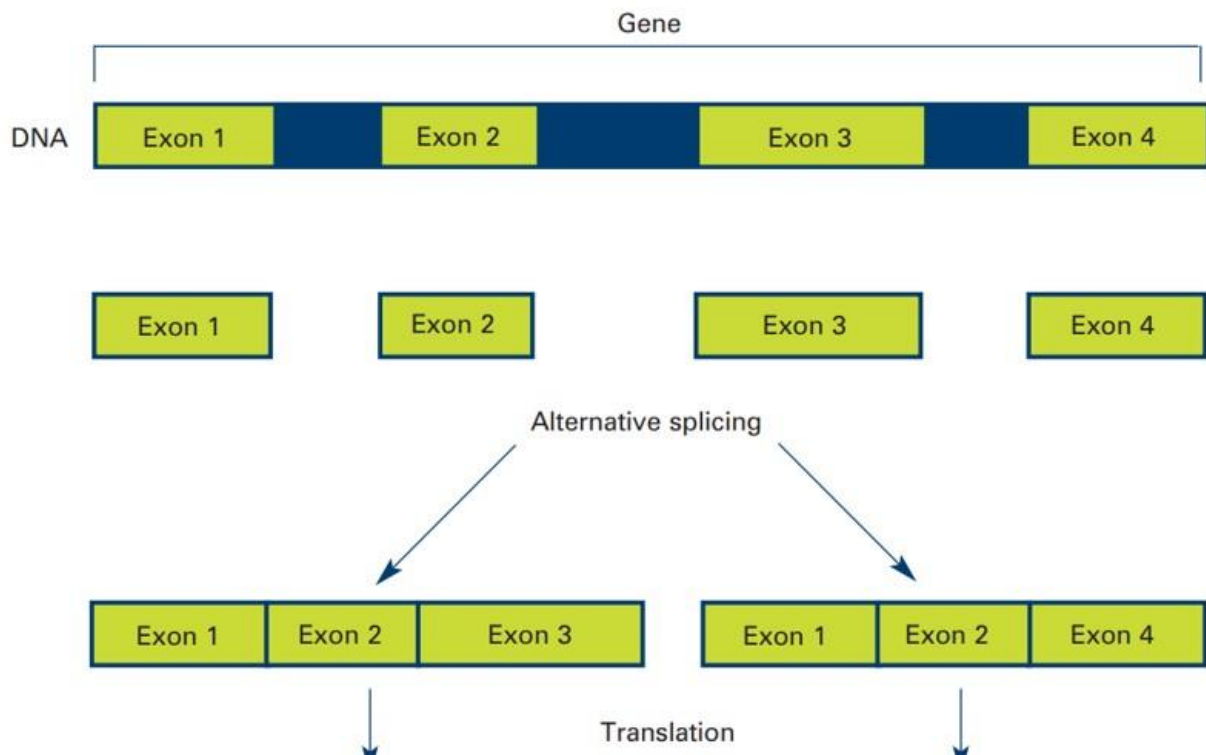 Gene
DNA Exon 1 Exon 2 Exon 3 Exon 4
Exon 1 Exon 2 Exon 3 Exon 4
Alternative splicing
Exon 1 Exon 2 Exon 3 Exon 1 Exon 2 Exon 4
Translation